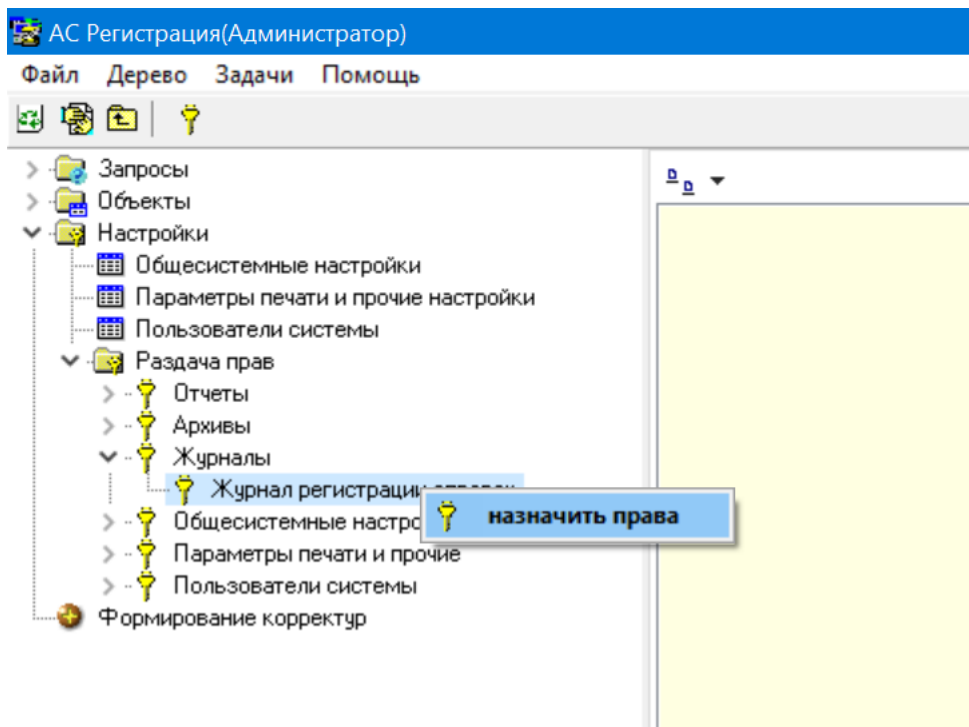 АС Регистрация(Администратор)
Файл Дерево Задачи Помощь
Запросы
Объекты
Настройки
Общесистемные настройки
Параметры печати и прочие настройки
Пользователи системы
Раздача прав
Отчеты
Архивы
Журналы
Журнал регистрации
назначить права
Общесистемные настро
Параметры печати и прочие
Пользователи системы
Формирование корректур